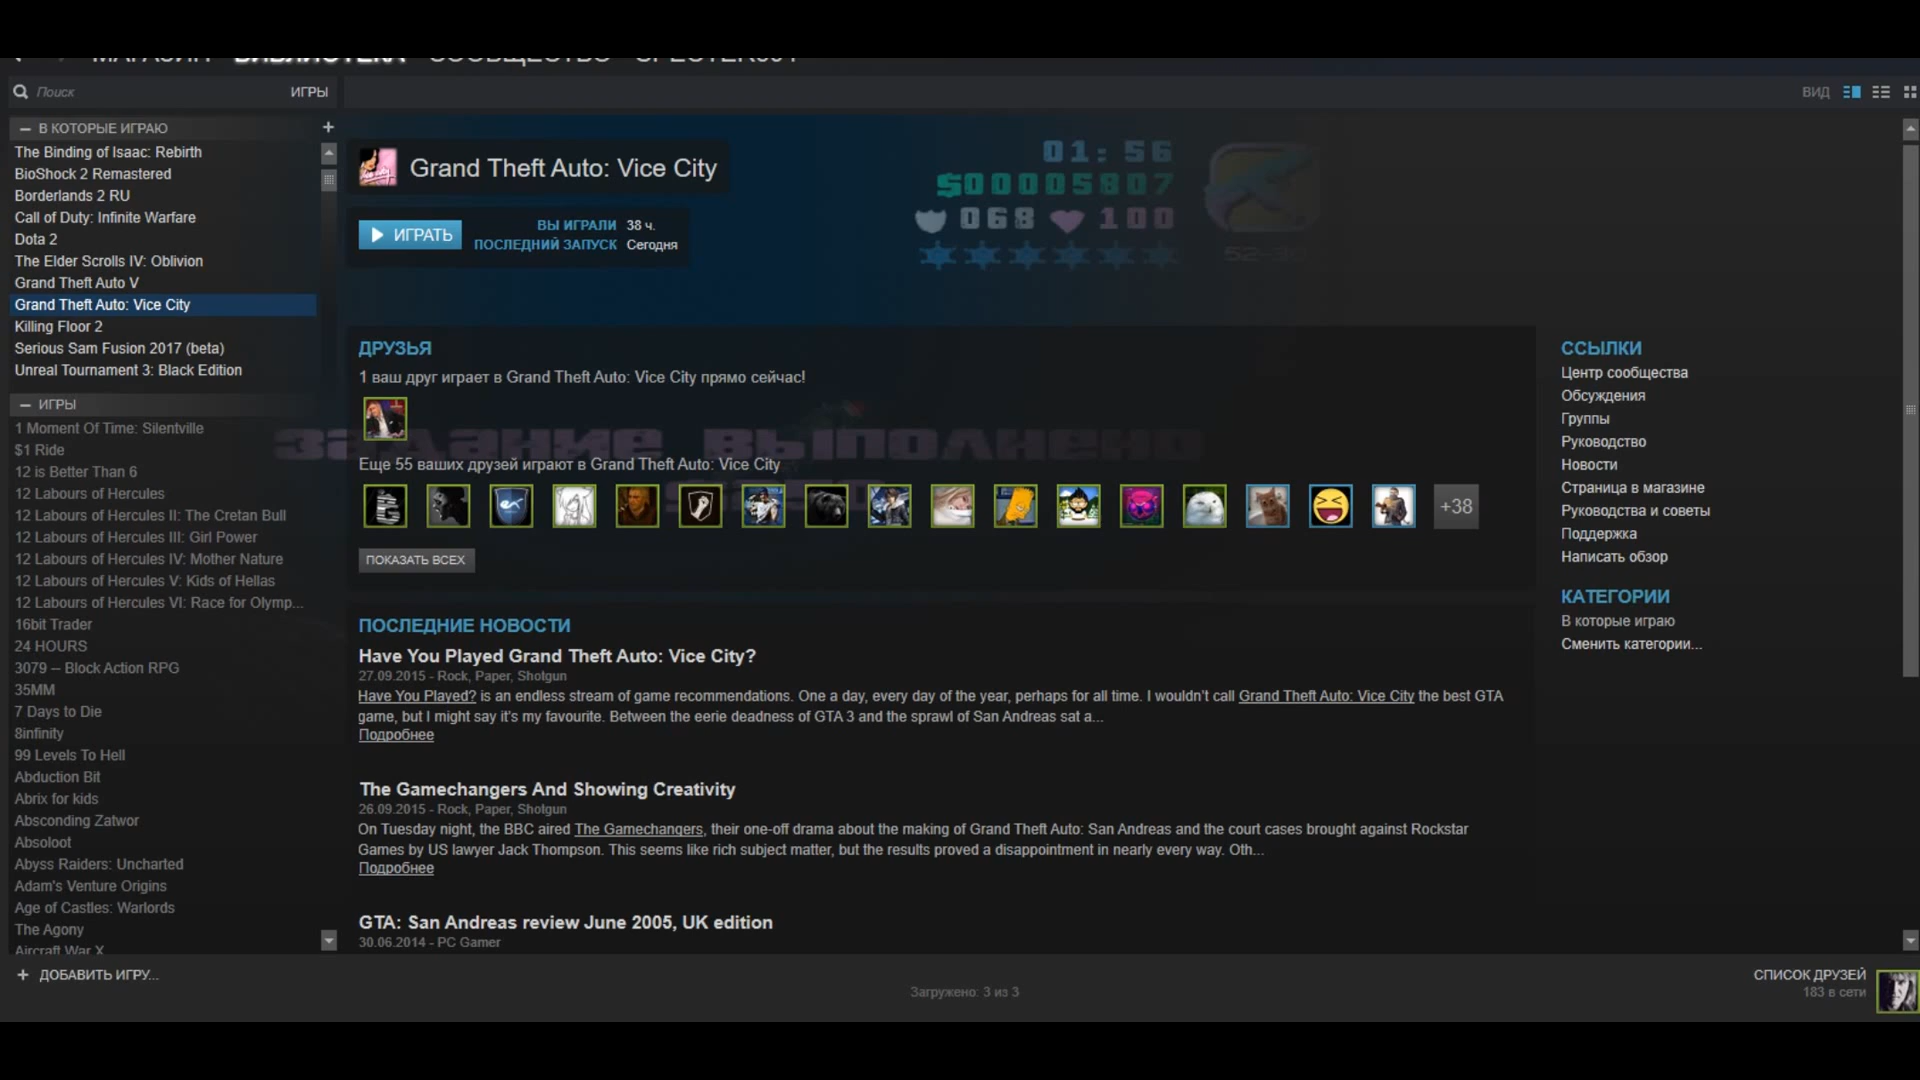 МАГАЗИН БИБЛИОТЕКА СООБЩЕСТВО
Поиск
ИГРЫ
ВИД
В КОТОРЫЕ ИГРАЮ
The Binding of Isaac: Rebirth
BioShock 2 Remastered
Borderlands 2 RU
Call of Duty: Infinite Warfare
Dota 2
The Elder Scrolls IV: Oblivion
Grand Theft Auto V
Grand Theft Auto: Vice City
Killing Floor 2
Serious Sam Fusion 2017 (beta)
Unreal Tournament 3: Black Edition
ИГРЫ
1 Moment Of Time: Silentville
$1 Ride
12 is Better Than 6
12 Labours of Hercules
12 Labours of Hercules II: The Cretan Bull
12 Labours of Hercules III: Girl Power
12 Labours of Hercules IV: Mother Nature
12 Labours of Hercules V: Kids of Hellas
12 Labours of Hercules VI: Race for Olymp...
16bit Trader
24 HOURS
3079 -- Block Action RPG
35MM
7 Days to Die
8infinity
99 Levels To Hell
Abduction Bit
Abrix for kids
Absconding Zatwor
Absoloot
Abyss Raiders: Uncharted
Adam's Venture Origins
Age of Castles: Warlords
The Agony
Aircraft War X
ДОБАВИТЬ ИГРУ...
Grand Theft Auto: Vice City
ИГРАТЬ
ВЫ ИГРАЛИ 38 ч.
ПОСЛЕДНИЙ ЗАПУСК Сегодня
01:56
$00005807
068 100
52-30
ДРУЗЬЯ
1 ваш друг играет в Grand Theft Auto: Vice City прямо сейчас!
задание выполнено
Еще 55 ваших друзей играют в Grand Theft Auto: Vice City
+38
ПОКАЗАТЬ ВСЕХ
ПОСЛЕДНИЕ НОВОСТИ
Have You Played Grand Theft Auto: Vice City?
27.09.2015 - Rock, Paper, Shotgun
Have You Played? is an endless stream of game recommendations. One a day, every day of the year, perhaps for all time. I wouldn't call Grand Theft Auto: Vice City the best GTA
game, but I might say it's my favourite. Between the eerie deadness of GTA 3 and the sprawl of San Andreas sat a...
Подробнее
The Gamechangers And Showing Creativity
26.09.2015 - Rock, Paper, Shotgun
On Tuesday night, the BBC aired The Gamechangers, their one-off drama about the making of Grand Theft Auto: San Andreas and the court cases brought against Rockstar
Games by US lawyer Jack Thompson. This seems like rich subject matter, but the results proved a disappointment in nearly every way. Oth...
Подробнее
GTA: San Andreas review June 2005, UK edition
30.06.2014 - PC Gamer
ССЫЛКИ
Центр сообщества
Обсуждения
Группы
Руководство
Новости
Страница в магазине
Руководства и советы
Поддержка
Написать обзор
КАТЕГОРИИ
В которые играю
Сменить категории...
Загружено: 3 из 3
СПИСОК ДРУЗЕЙ
183 в сети